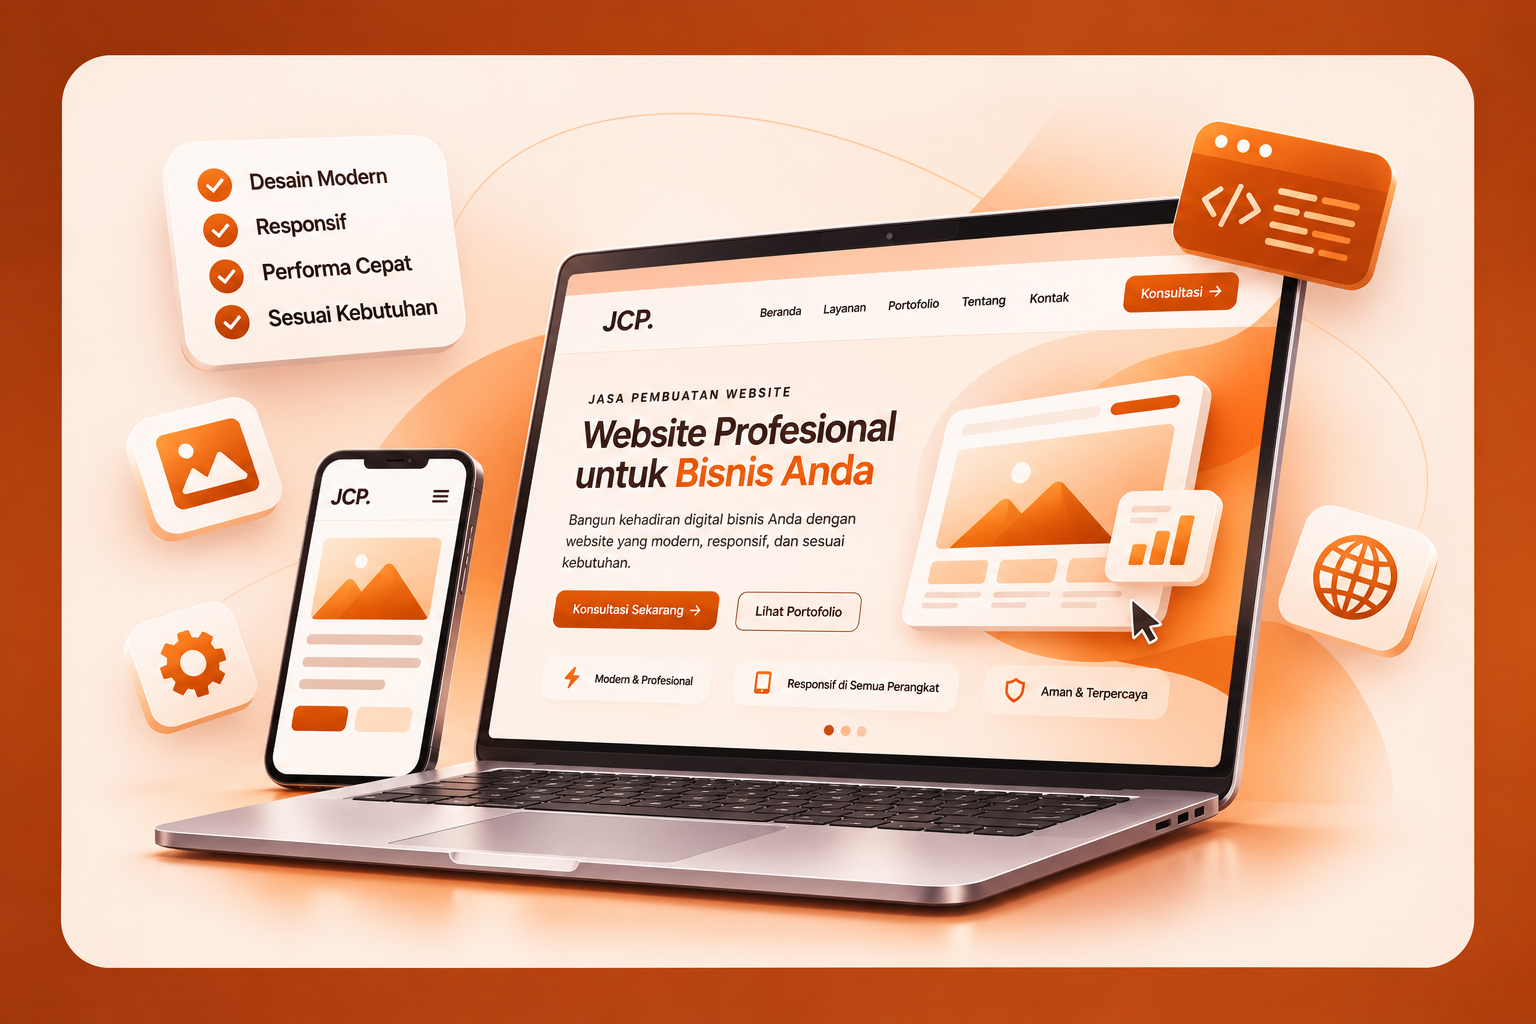 Desain Modern
Responsif
Performa Cepat
Sesuai Kebutuhan
JCP.
JCP.
Beranda Layanan Portofolio Tentang Kontak Konsultasi →
JASA PEMBUATAN WEBSITE
Website Profesional
untuk Bisnis Anda
Bangun kehadiran digital bisnis Anda dengan
website yang modern, responsif, dan sesuai
kebutuhan.
Konsultasi Sekarang → Lihat Portofolio
Modern & Profesional Responsif di Semua Perangkat Aman & Terpercaya
</>